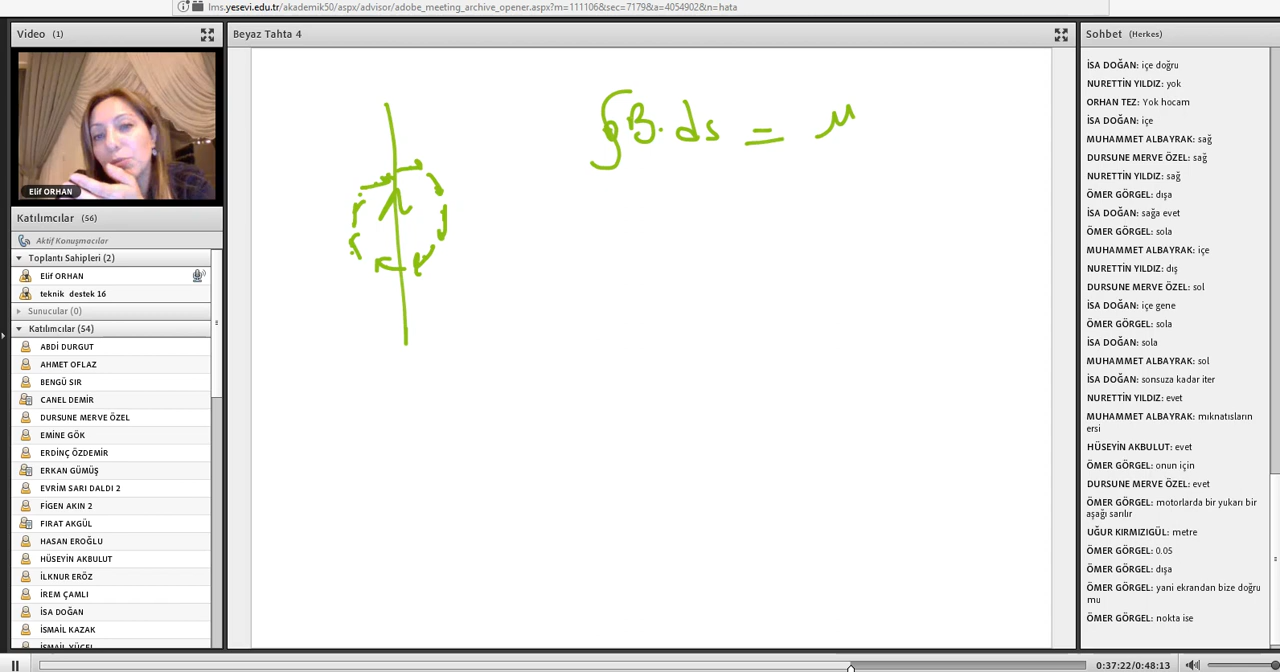 lms.yesevi.edu.tr/akademik50/aspx/advisor/adobe_meeting_archive_opener.aspx?m=111106&sec=7179&a=4054902&n=hata
Video (1)
Elif ORHAN
Katılımcılar (56)
Aktif Konuşmacılar
Toplantı Sahipleri (2)
Elif ORHAN
teknik destek 16
Sunucular (0)
Katılımcılar (54)
ABDİ DURGUT
AHMET OFLAZ
BENGÜ SIR
CANEL DEMİR
DURSUNE MERVE ÖZEL
EMİNE GÖK
ERDİNÇ ÖZDEMİR
ERKAN GÜMÜŞ
EVRİM SARI DALDI 2
FİGEN AKIN 2
FIRAT AKGÜL
HASAN EROĞLU
HÜSEYİN AKBULUT
İLKNUR ERÖZ
İREM ÇAMLI
İSA DOĞAN
İSMAİL KAZAK
İSMAİL YÜCEL
Beyaz Tahta 4
∮B. ds = μ
Sohbet (Herkes)
İSA DOĞAN: içe doğru
NURETTİN YILDIZ: yok
ORHAN TEZ: Yok hocam
İSA DOĞAN: içe
MUHAMMET ALBAYRAK: sağ
DURSUNE MERVE ÖZEL: sağ
NURETTİN YILDIZ: sağ
ÖMER GÖRGEL: dışa
İSA DOĞAN: sağa evet
ÖMER GÖRGEL: sola
MUHAMMET ALBAYRAK: içe
NURETTİN YILDIZ: dış
DURSUNE MERVE ÖZEL: sol
İSA DOĞAN: içe gene
ÖMER GÖRGEL: sola
İSA DOĞAN: sola
MUHAMMET ALBAYRAK: sol
İSA DOĞAN: sonsuza kadar iter
NURETTİN YILDIZ: evet
MUHAMMET ALBAYRAK: mıknatısların
ersi
HÜSEYİN AKBULUT: evet
ÖMER GÖRGEL: onun için
DURSUNE MERVE ÖZEL: evet
ÖMER GÖRGEL: motorlarda bir yukarı bir
aşağı sarılır
UĞUR KIRMIZIGÜL: metre
ÖMER GÖRGEL: 0.05
ÖMER GÖRGEL: dışa
ÖMER GÖRGEL: yani ekrandan bize doğru
mu
ÖMER GÖRGEL: nokta ise
0:37:22/0:48:13